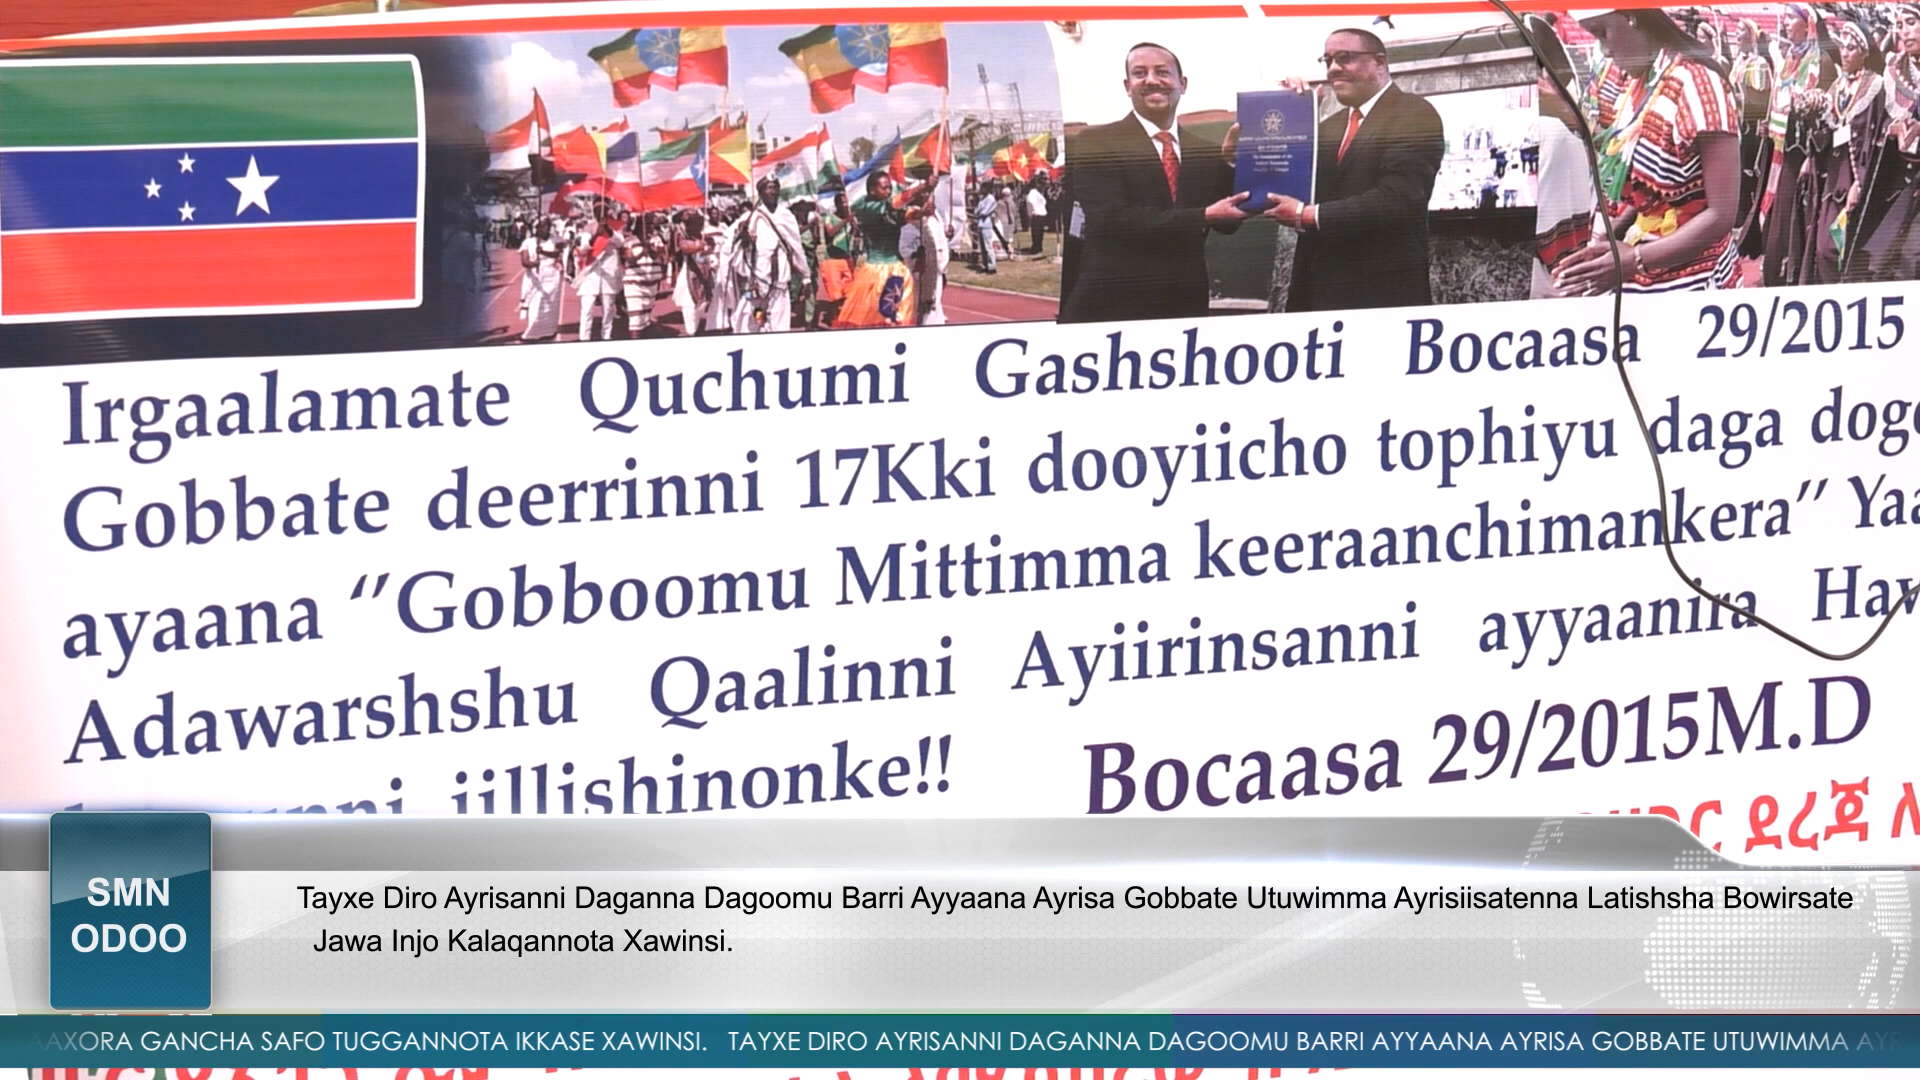 Irgaalamate Quchumi Gashshooti Bocaasa 29/2015
Gobbate deerrinni 17Kki dooyiicho tophiyu daga
ayaana ‘‘Gobboomu Mittimma keeraanchimankera’’
Adawarshshu Qaalinni Ayiirinsanni ayyaanira
iillishinonke!! Bocaasa 29/2015M.D
ደረጃ
SMN
ODOO
Tayxe Diro Ayrisanni Daganna Dagoomu Barri Ayyaana Ayrisa Gobbate Utuwimma Ayrisiisatenna Latishsha Bowirsate
Jawa Injo Kalaqannota Xawinsi.
GANCHA SAFO TUGGANNOTA IKKASE XAWINSI. TAYXE DIRO AYRISANNI DAGANNA DAGOOMU BARRI AYYAANA AYRISA GOBBATE UTUWIMMA